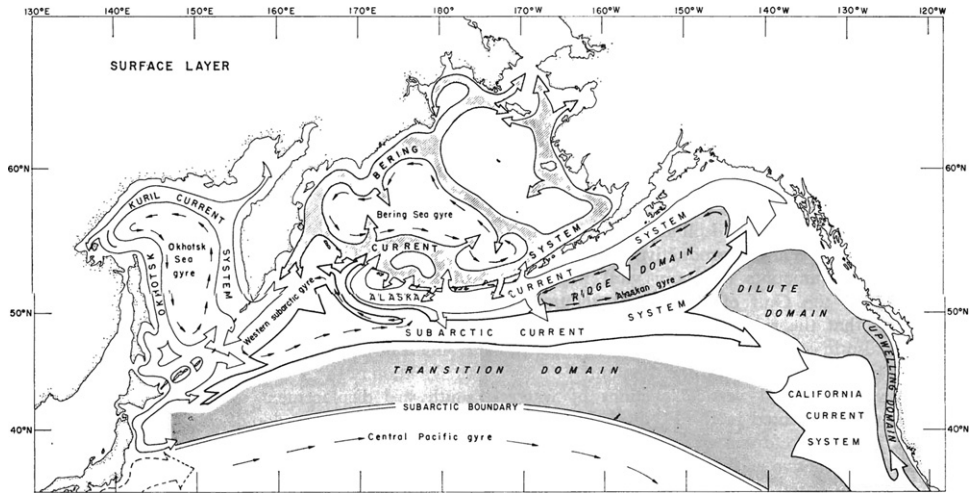 130°E 140° 150° 160° 170°E 180° 170°W 160° 150° 140° 130° 120°W
SURFACE LAYER
60°N
60°N
BERING
KURIL CURRENT
SYSTEM
Bering Sea gyre
Okhotsk
Sea
gyre
OKHOTSK
CURRENT
SYSTEM
SYSTEM
DOMAIN
RIDGE
CURRENT
ALASKA
Alaskan gyre
DILUTE
DOMAIN
50°N
50°N
Western subarctic gyre
SYSTEM
SUBARCTIC CURRENT
UPWELLING DOMAIN
TRANSITION DOMAIN
CALIFORNIA
CURRENT
SYSTEM
SUBARCTIC BOUNDARY
40°N
40°N
Central Pacific gyre